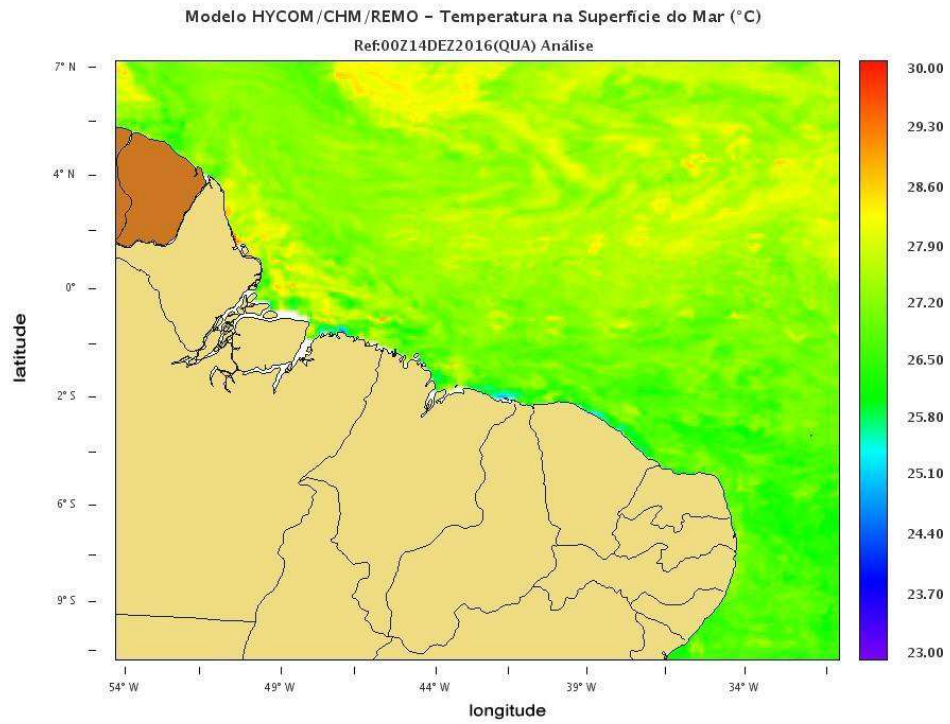 Modelo HYCOM/CHM/REMO - Temperatura na Superfície do Mar (°C)
Ref:00Z14DEZ2016(QUA) Análise
7° N
4° N
0°
2° S
6° S
9° S
latitude
54° W
49° W
44° W
39° W
34° W
longitude
30.00
29.30
28.60
27.90
27.20
26.50
25.80
25.10
24.40
23.70
23.00